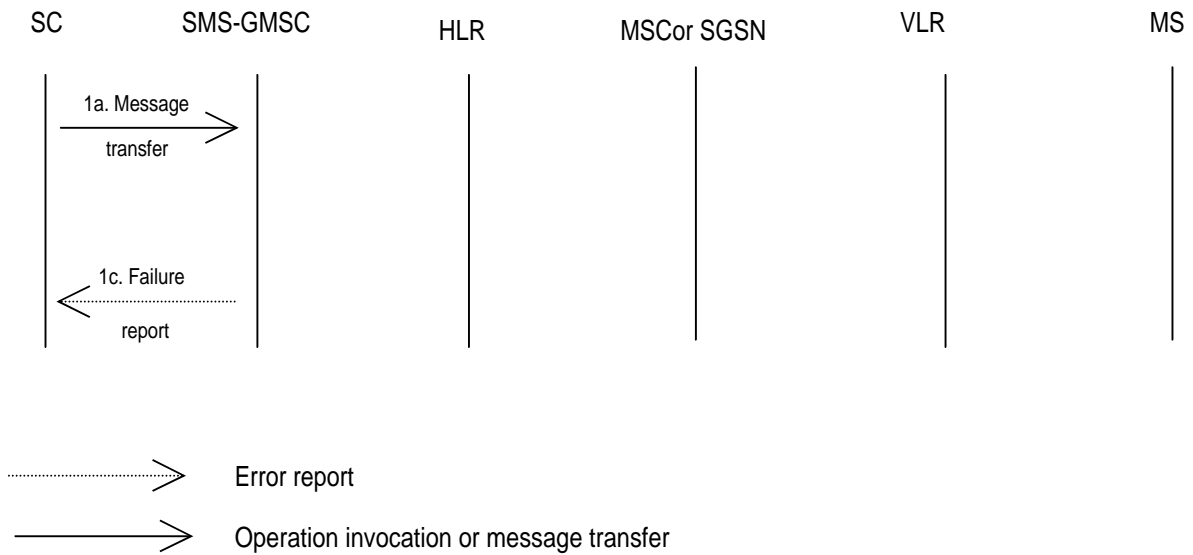 SC SMS-GMSC HLR MSCor SGSN VLR MS
1a. Message
transfer
1c. Failure
report
Error report
Operation invocation or message transfer